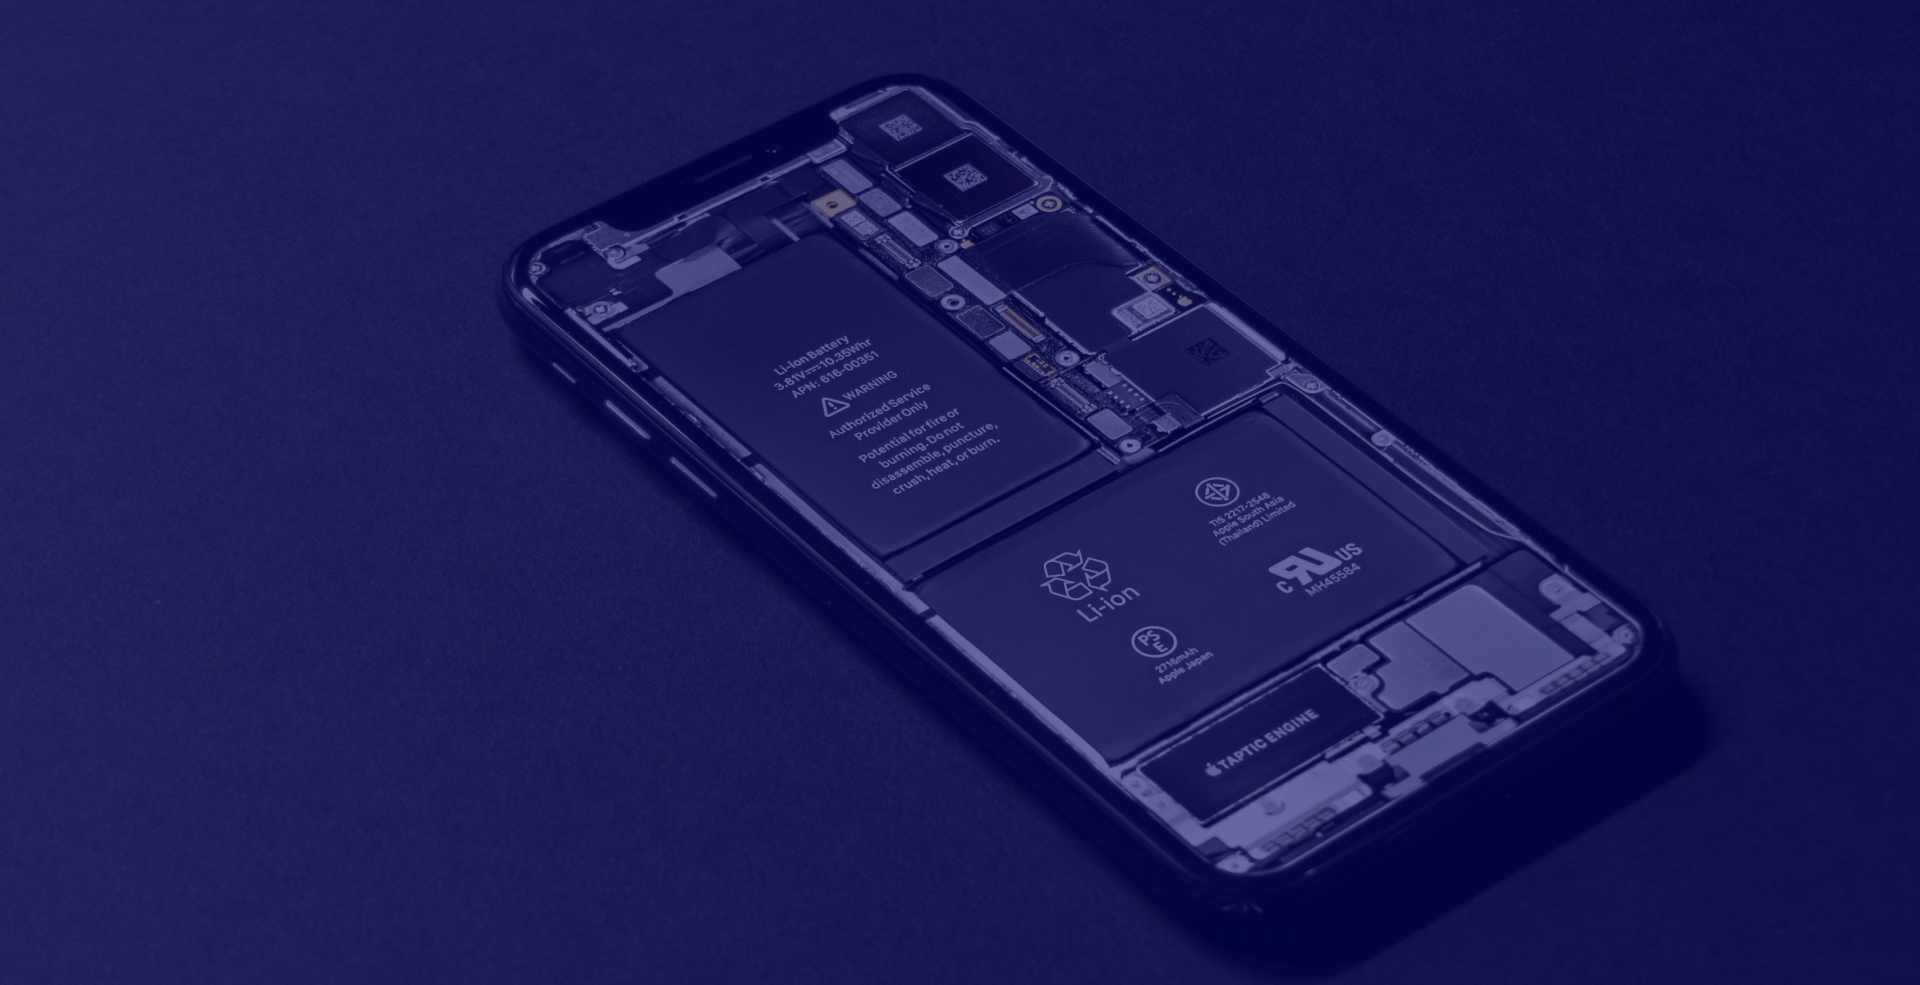 Li-ion Battery
3.81V⎓10.35Whr
APN: 616-00351
WARNING
Authorized Service
Provider Only
Potential for fire or
burning. Do not
disassemble, puncture,
crush, heat, or burn.
TIS 2217-2548
Apple South Asia
(Thailand) Limited
Li-ion
c RU US
MH45584
PS
E
2716mAh
Apple Japan
TAPTIC ENGINE